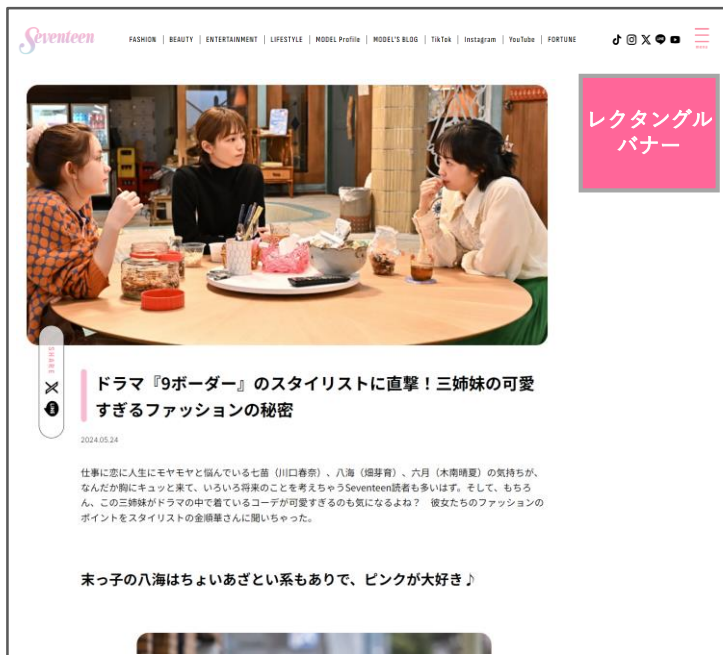 Seventeen
FASHION | BEAUTY | ENTERTAINMENT | LIFESTYLE | MODEL Profile | MODEL'S BLOG | TikTok | Instagram | YouTube | FORTUNE
MENU
レクタングル
バナー
SHARE
LINE
ドラマ『9ボーダー』のスタイリストに直撃！三姉妹の可愛
すぎるファッションの秘密
2024.05.24
仕事に恋に人生にモヤモヤと悩んでいる七苗（川口春奈）、八海（畑芽育）、六月（木南晴夏）の気持ちが、
なんだか胸にキュッと来て、いろいろ将来のことを考えちゃうSeventeen読者も多いはず。そして、もちろ
ん、この三姉妹がドラマの中で着ているコーデが可愛すぎるのも気になるよね？　彼女たちのファッションの
ポイントをスタイリストの金順華さんに聞いちゃった。
末っ子の八海はちょいあざとい系もありで、ピンクが大好き♪